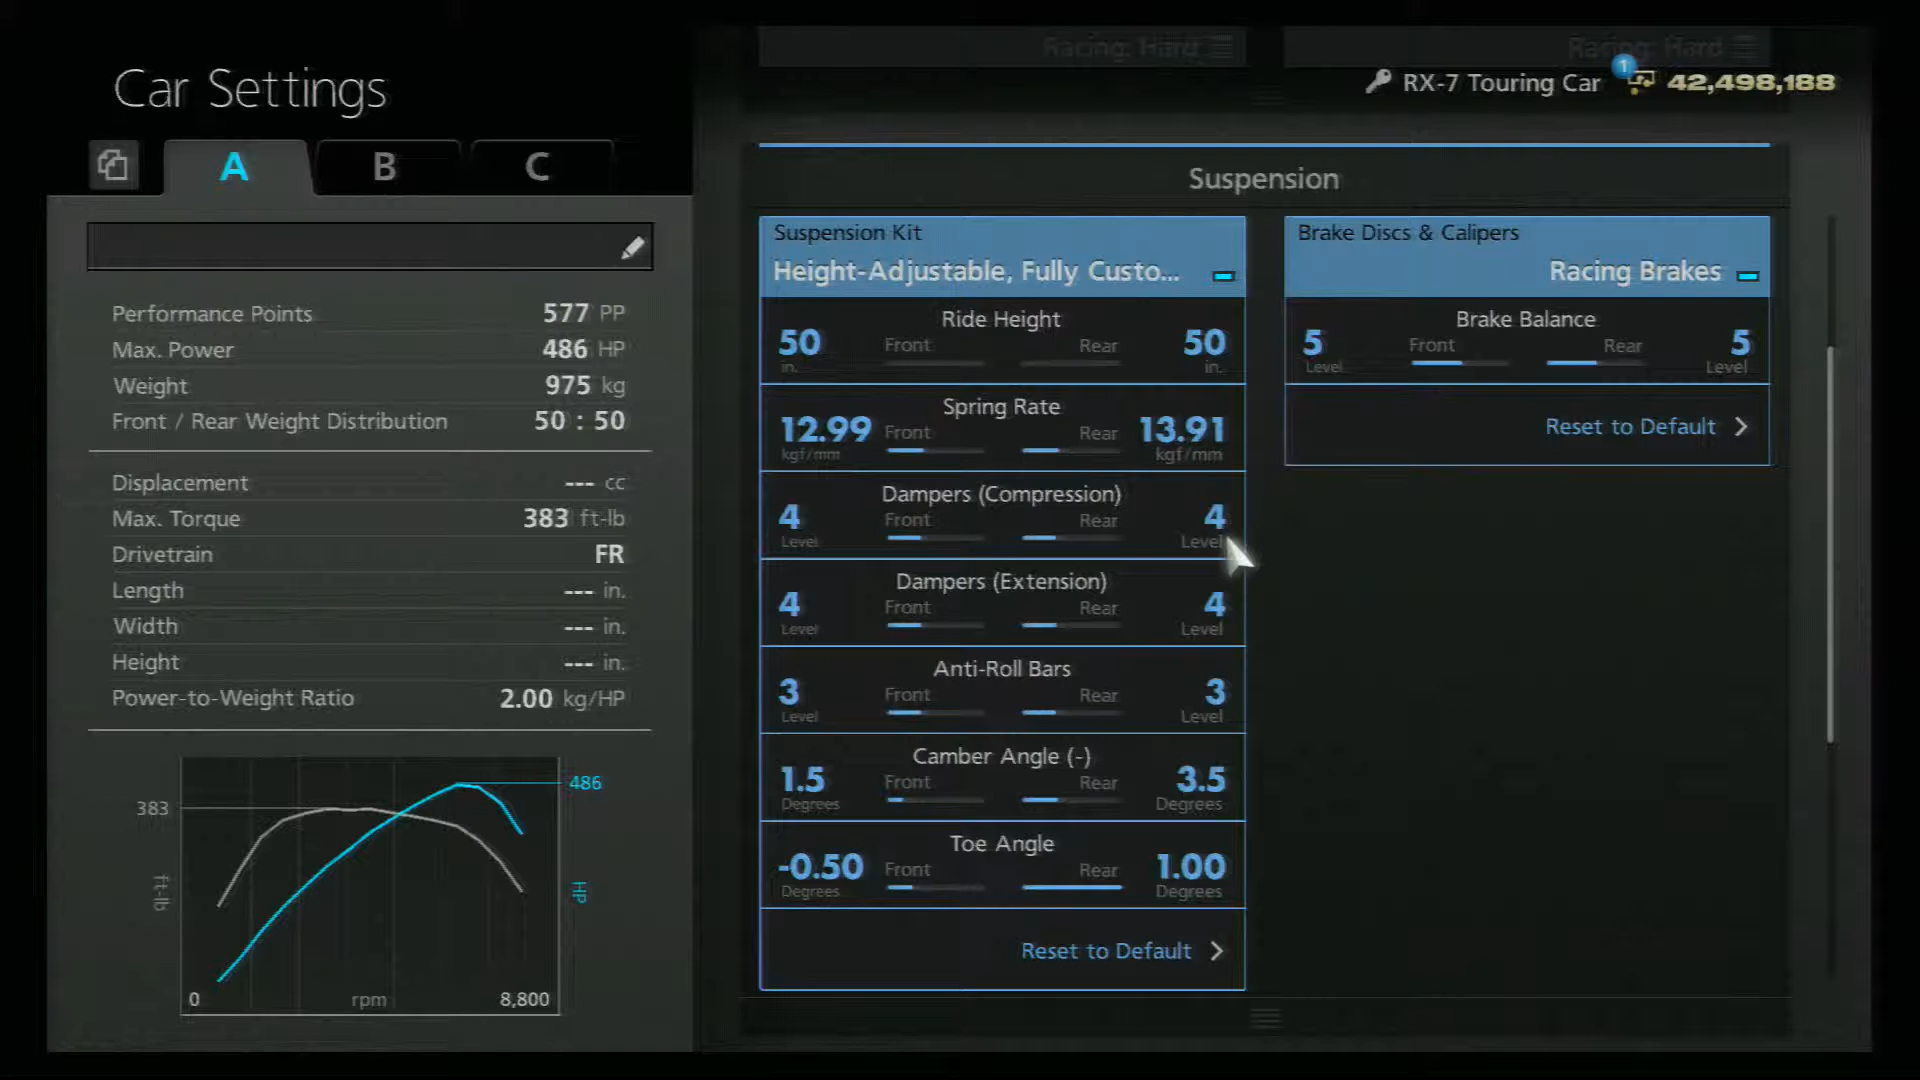 Racing: Hard
Racing: Hard
Car Settings
RX-7 Touring Car
1
42,498,188
A
B
C
Performance Points 577 PP
Max. Power 486 HP
Weight 975 kg
Front / Rear Weight Distribution 50 : 50
Displacement --- cc
Max. Torque 383 ft-lb
Drivetrain FR
Length --- in.
Width --- in.
Height --- in.
Power-to-Weight Ratio 2.00 kg/HP
486
383
ft-lb
HP
0 rpm 8,800
Suspension
Suspension Kit
Height-Adjustable, Fully Custo...
Ride Height
50 Front Rear 50
in. in.
Spring Rate
12.99 Front Rear 13.91
kgf/mm kgf/mm
Dampers (Compression)
4 Front Rear 4
Level Level
Dampers (Extension)
4 Front Rear 4
Level Level
Anti-Roll Bars
3 Front Rear 3
Level Level
Camber Angle (-)
1.5 Front Rear 3.5
Degrees Degrees
Toe Angle
-0.50 Front Rear 1.00
Degrees Degrees
Reset to Default
Brake Discs & Calipers
Racing Brakes
Brake Balance
5 Front Rear 5
Level Level
Reset to Default